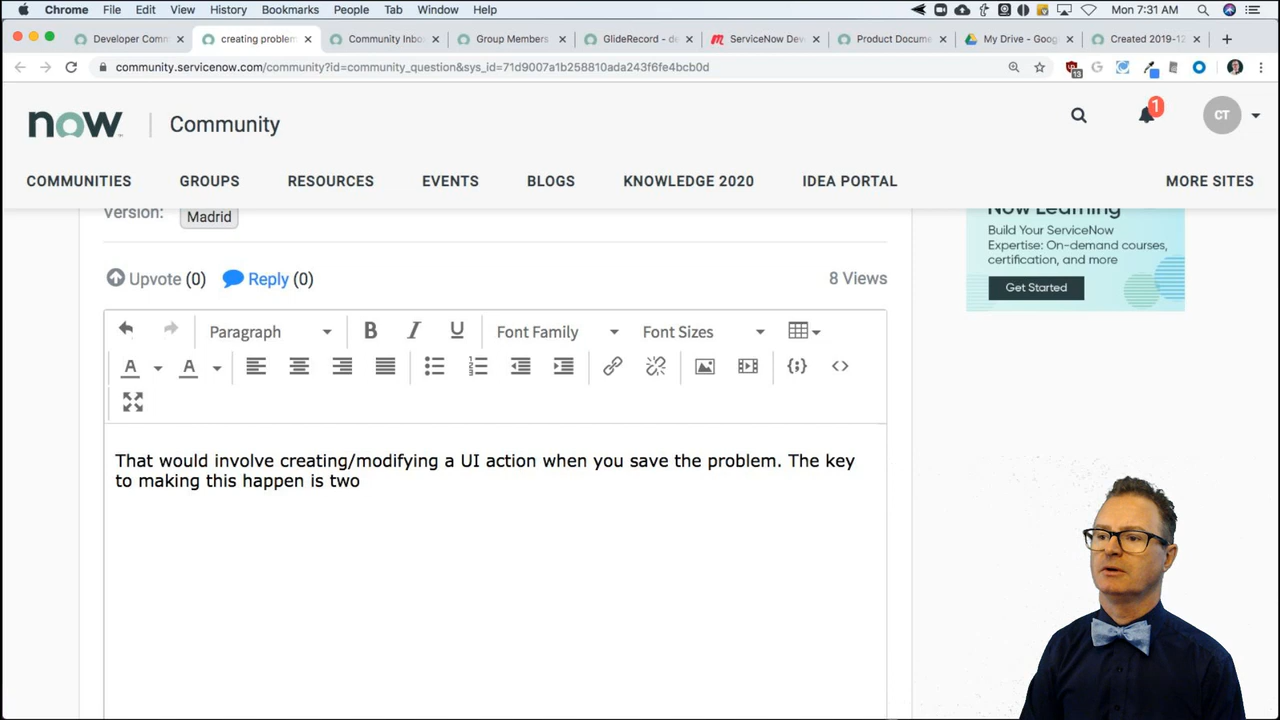 Chrome File Edit View History Bookmarks People Tab Window Help Mon 7:31 AM
Developer Comm creating problem Community Inbo Group Members GlideRecord - de ServiceNow Dev Product Docume My Drive - Goog Created 2019-12
community.servicenow.com/community?id=community_question&sys_id=71d9007a1b258810ada243f6fe4bcb0d
13
now Community 1 CT
COMMUNITIES GROUPS RESOURCES EVENTS BLOGS KNOWLEDGE 2020 IDEA PORTAL MORE SITES
Version: Madrid
Now Learning
Build Your ServiceNow
Expertise: On-demand courses,
certification, and more
Get Started
Upvote (0) Reply (0) 8 Views
Paragraph B I U Font Family Font Sizes
A A
That would involve creating/modifying a UI action when you save the problem. The key
to making this happen is two